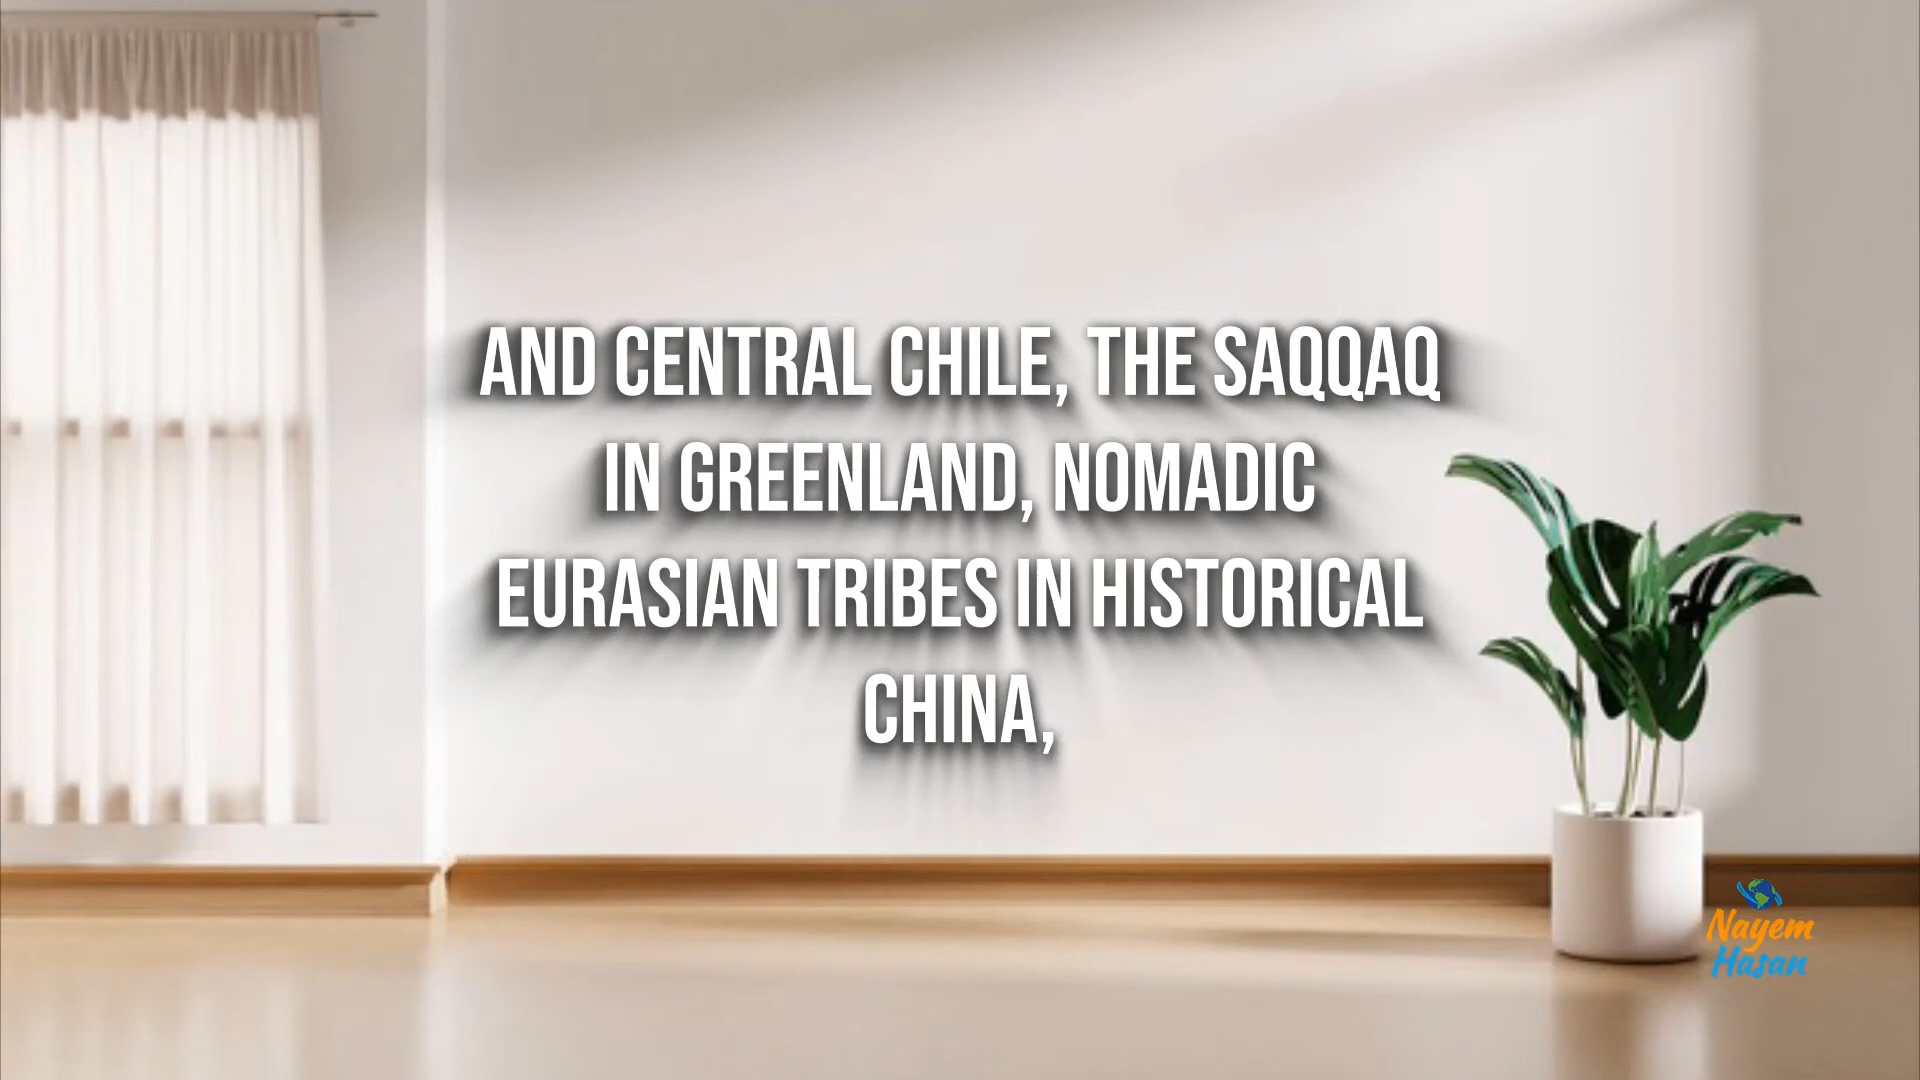 AND CENTRAL CHILE, THE SAQQAQ
IN GREENLAND, NOMADIC
EURASIAN TRIBES IN HISTORICAL
CHINA,
Nayem
Hasan